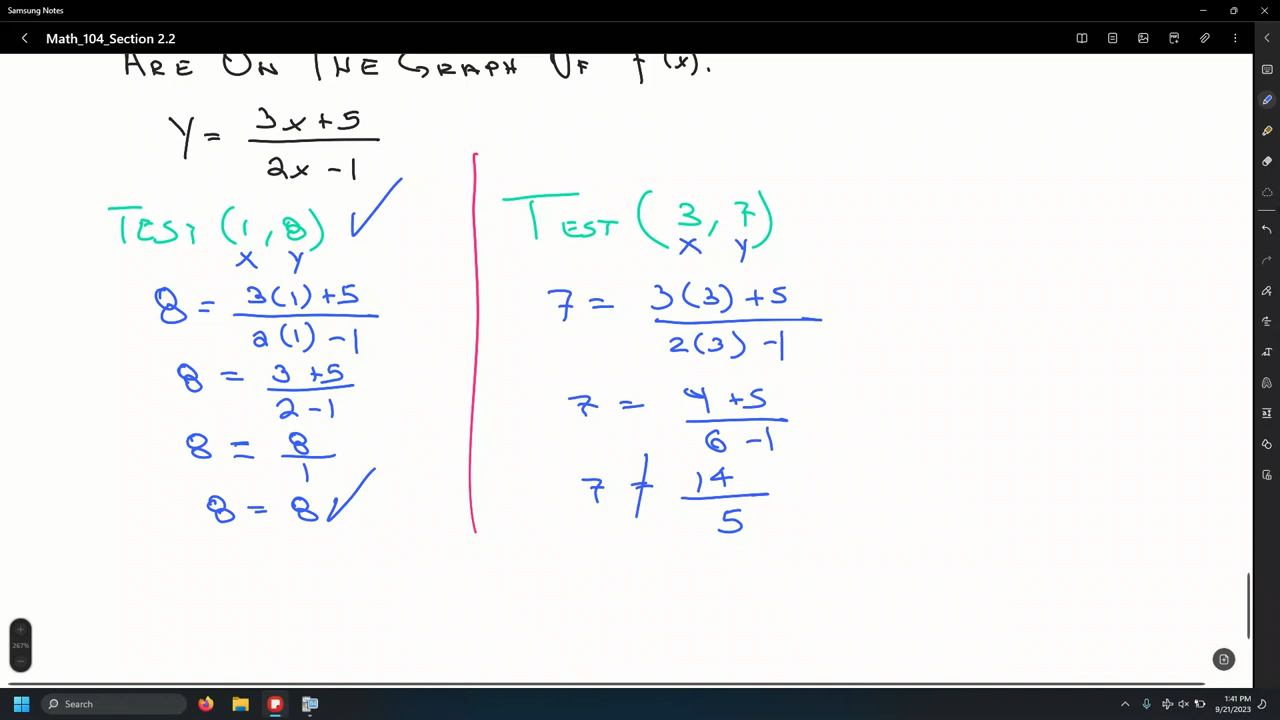 Samsung Notes
Math_104_Section 2.2
ARE ON THE GRAPH OF f(x).
Y = (3x+5)/(2x-1)
TEST (1, 8) ✓
X Y
8 = (3(1)+5)/(2(1)-1)
8 = (3+5)/(2-1)
8 = 8/1
8 = 8 ✓
TEST (3, 7)
X Y
7 = (3(3)+5)/(2(3)-1)
7 = (4+5)/(6-1)
7 ≠ 14/5
267%
Search
1:41 PM
9/21/2023